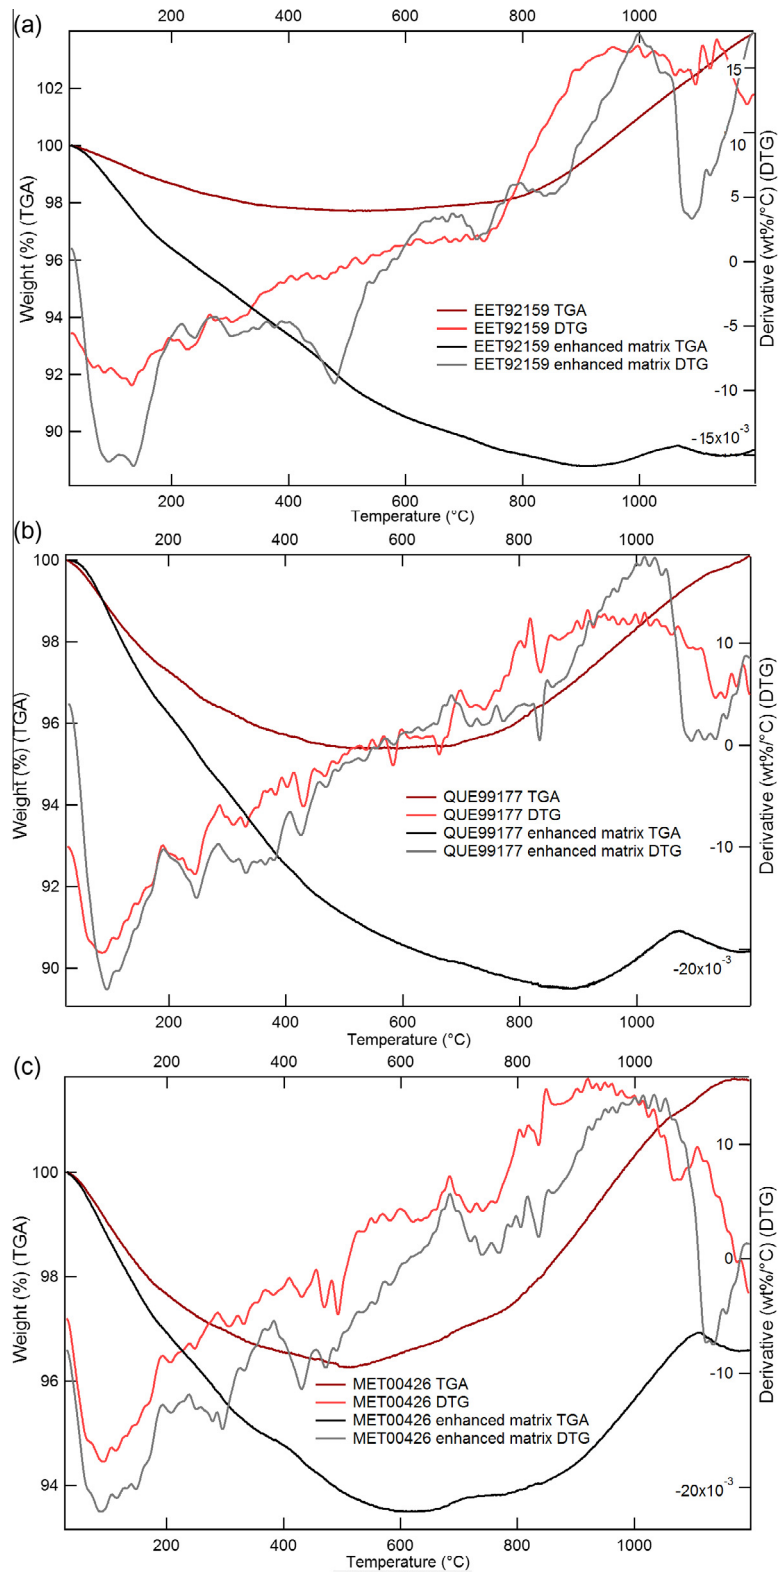 (a)
200 400 600 800 1000
102
100
98
96
94
92
90
15
10
5
0
-5
-10
-15x10-3
Weight (%) (TGA)
Derivative (wt%/°C) (DTG)
EET92159 TGA
EET92159 DTG
EET92159 enhanced matrix TGA
EET92159 enhanced matrix DTG
200 400 600 800 1000
Temperature (°C)
(b)
200 400 600 800 1000
100
98
96
94
92
90
10
0
-10
-20x10-3
Weight (%) (TGA)
Derivative (wt%/°C) (DTG)
QUE99177 TGA
QUE99177 DTG
QUE99177 enhanced matrix TGA
QUE99177 enhanced matrix DTG
200 400 600 800 1000
Temperature (°C)
(c)
200 400 600 800 1000
100
98
96
94
10
0
-10
-20x10-3
Weight (%) (TGA)
Derivative (wt%/°C) (DTG)
MET00426 TGA
MET00426 DTG
MET00426 enhanced matrix TGA
MET00426 enhanced matrix DTG
200 400 600 800 1000
Temperature (°C)